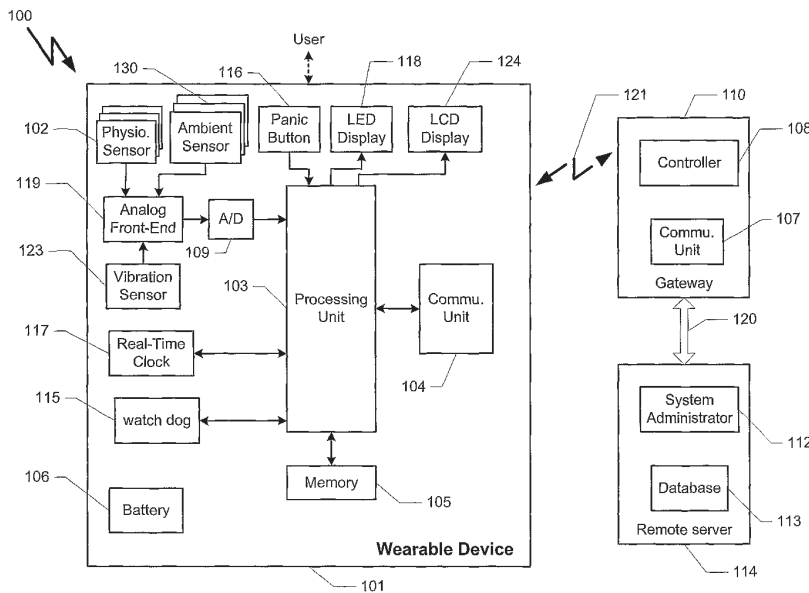 100
User
130
116
118
124
102
Physio.
Sensor
Ambient
Sensor
Panic
Button
LED
Display
LCD
Display
121
110
108
Controller
119
Analog
Front-End
A/D
109
107
Commu.
Unit
Gateway
123
Vibration
Sensor
103
Processing
Unit
Commu.
Unit
104
120
117
Real-Time
Clock
115
watch dog
System
Administrator
112
106
Battery
Memory
105
Database
113
Remote server
114
Wearable Device
101